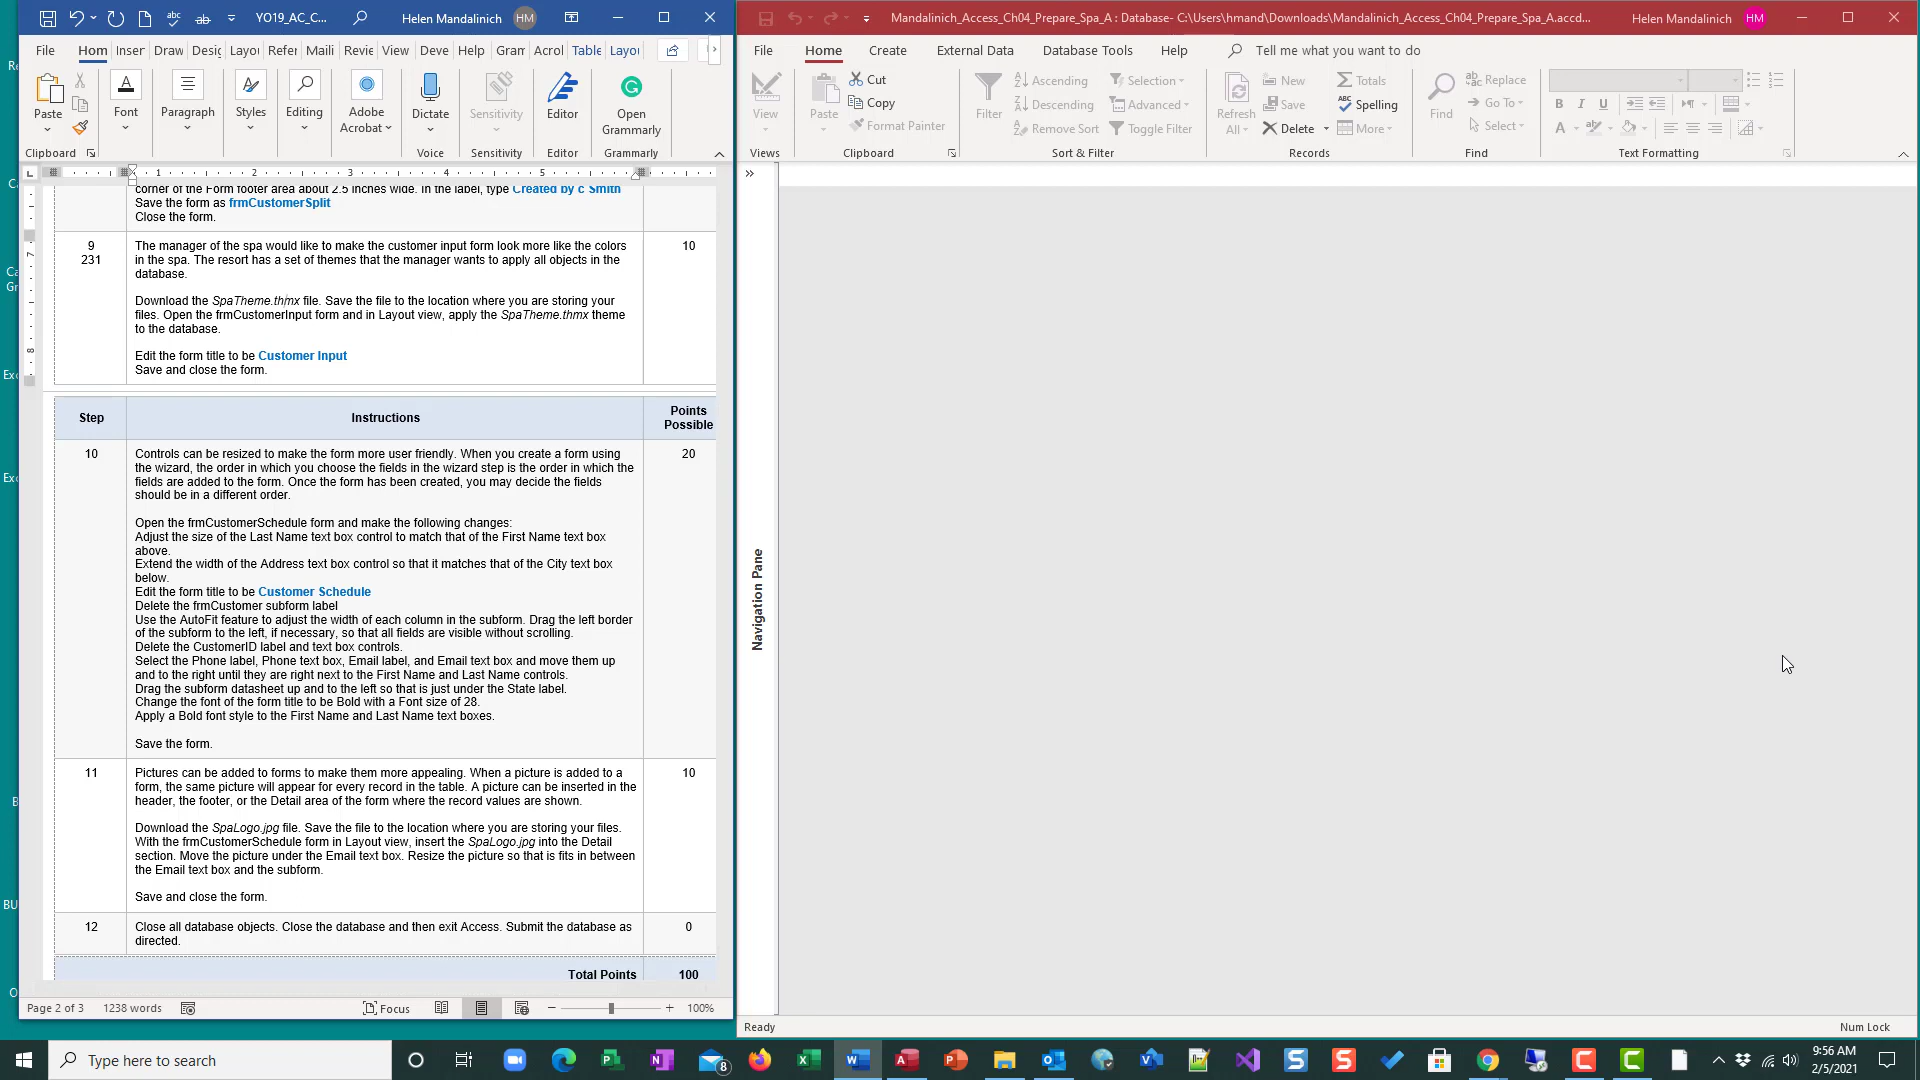 YO19_AC_C...
Helen Mandalinich
HM
File
Hom
Inser
Draw
Desig
Layou
Refer
Maili
Revie
View
Deve
Help
Gran
Acrol
Table
Layou
Paste
Font
Paragraph
Styles
Editing
Adobe
Acrobat
Dictate
Sensitivity
Editor
Open
Grammarly
Clipboard
Voice
Sensitivity
Editor
Grammarly
1 2 3 4 5
corner of the Form footer area about 2.5 inches wide. In the label, type Created by c Smith
Save the form as frmCustomerSplit
Close the form.
9
231
The manager of the spa would like to make the customer input form look more like the colors
in the spa. The resort has a set of themes that the manager wants to apply all objects in the
database.
10
Download the SpaTheme.thmx file. Save the file to the location where you are storing your
files. Open the frmCustomerInput form and in Layout view, apply the SpaTheme.thmx theme
to the database.
Edit the form title to be Customer Input
Save and close the form.
Step
Instructions
Points
Possible
10
Controls can be resized to make the form more user friendly. When you create a form using
the wizard, the order in which you choose the fields in the wizard step is the order in which the
fields are added to the form. Once the form has been created, you may decide the fields
should be in a different order.
20
Open the frmCustomerSchedule form and make the following changes:
Adjust the size of the Last Name text box control to match that of the First Name text box
above.
Extend the width of the Address text box control so that it matches that of the City text box
below.
Edit the form title to be Customer Schedule
Delete the frmCustomer subform label
Use the AutoFit feature to adjust the width of each column in the subform. Drag the left border
of the subform to the left, if necessary, so that all fields are visible without scrolling.
Delete the CustomerID label and text box controls.
Select the Phone label, Phone text box, Email label, and Email text box and move them up
and to the right until they are right next to the First Name and Last Name controls.
Drag the subform datasheet up and to the left so that is just under the State label.
Change the font of the form title to be Bold with a Font size of 28.
Apply a Bold font style to the First Name and Last Name text boxes.
Save the form.
11
Pictures can be added to forms to make them more appealing. When a picture is added to a
form, the same picture will appear for every record in the table. A picture can be inserted in the
header, the footer, or the Detail area of the form where the record values are shown.
10
Download the SpaLogo.jpg file. Save the file to the location where you are storing your files.
With the frmCustomerSchedule form in Layout view, insert the SpaLogo.jpg into the Detail
section. Move the picture under the Email text box. Resize the picture so that is fits in between
the Email text box and the subform.
Save and close the form.
12
Close all database objects. Close the database and then exit Access. Submit the database as
directed.
0
Total Points
100
Page 2 of 3
1238 words
Focus
100%
Mandalinich_Access_Ch04_Prepare_Spa_A : Database- C:\Users\hmand\Downloads\Mandalinich_Access_Ch04_Prepare_Spa_A.accd...
Helen Mandalinich
HM
File
Home
Create
External Data
Database Tools
Help
Tell me what you want to do
View
Paste
Cut
Copy
Format Painter
Filter
Ascending
Descending
Remove Sort
Selection
Advanced
Toggle Filter
Refresh
All
New
Save
Delete
Totals
Spelling
More
Find
Replace
Go To
Select
B I U
A
Views
Clipboard
Sort & Filter
Records
Find
Text Formatting
Navigation Pane
Ready
Num Lock
Type here to search
8
9:56 AM
2/5/2021